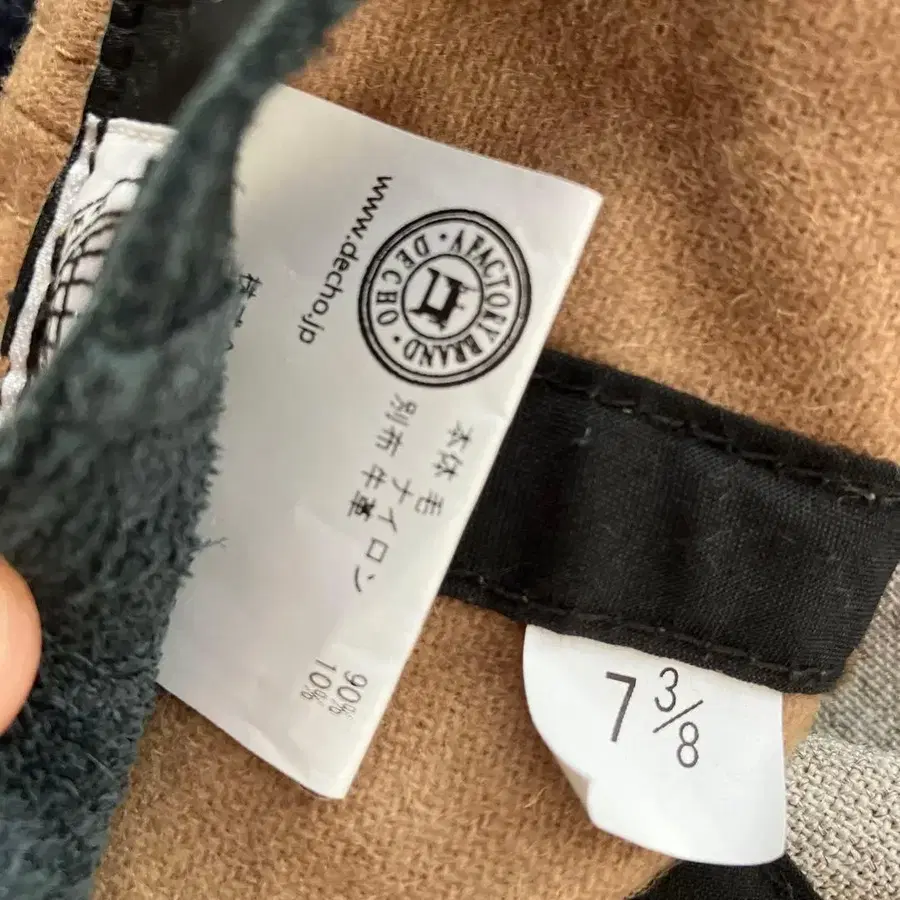 A FACTORY BRAND
・DECHO・
www.decho.jp
本体 毛 90%
ナイロン 10%
別布 牛革
7 3/8